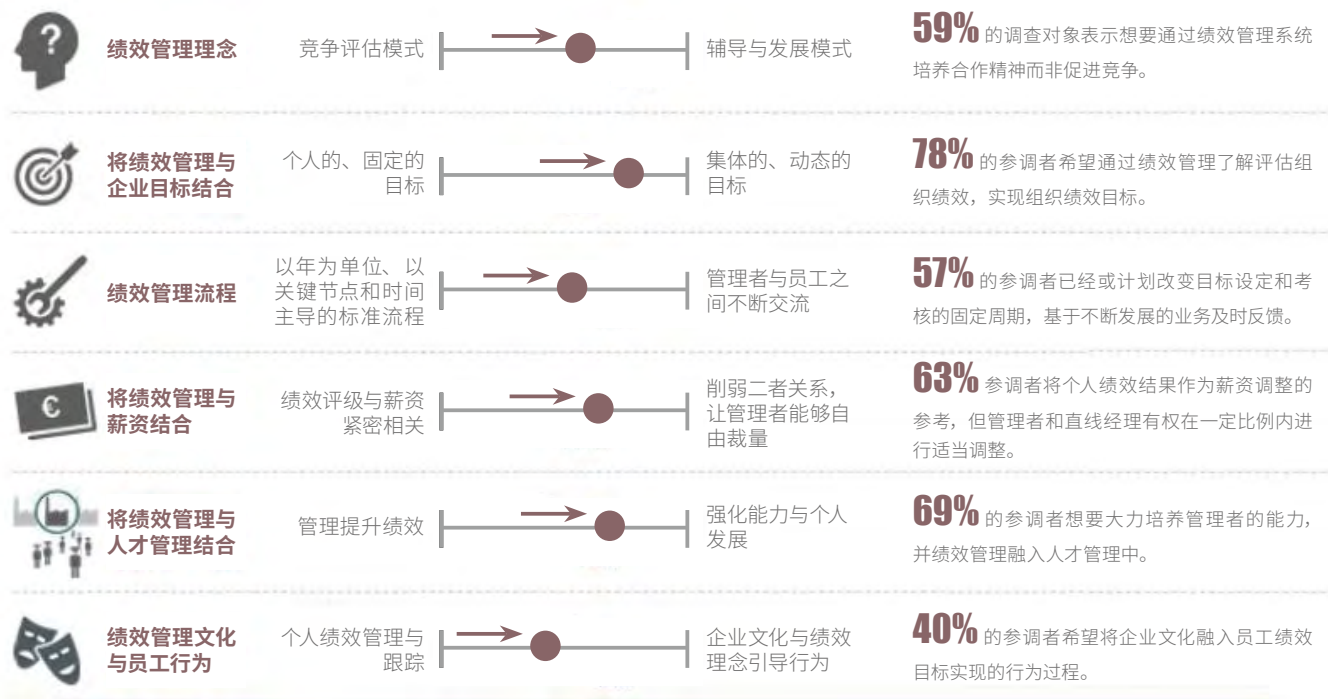 ?
绩效管理理念
竞争评估模式
辅导与发展模式
59% 的调查对象表示想要通过绩效管理系统
培养合作精神而非促进竞争。
将绩效管理与
企业目标结合
个人的、固定的
目标
集体的、动态的
目标
78% 的参调者希望通过绩效管理了解评估组
织绩效，实现组织绩效目标。
绩效管理流程
以年为单位、以
关键节点和时间
主导的标准流程
管理者与员工之
间不断交流
57% 的参调者已经或计划改变目标设定和考
核的固定周期，基于不断发展的业务及时反馈。
€
将绩效管理与
薪资结合
绩效评级与薪资
紧密相关
削弱二者关系，
让管理者能够自
由裁量
63% 参调者将个人绩效结果作为薪资调整的
参考，但管理者和直线经理有权在一定比例内进
行适当调整。
将绩效管理与
人才管理结合
管理提升绩效
强化能力与个人
发展
69% 的参调者想要大力培养管理者的能力，
并绩效管理融入人才管理中。
绩效管理文化
与员工行为
个人绩效管理与
跟踪
企业文化与绩效
理念引导行为
40% 的参调者希望将企业文化融入员工绩效
目标实现的行为过程。